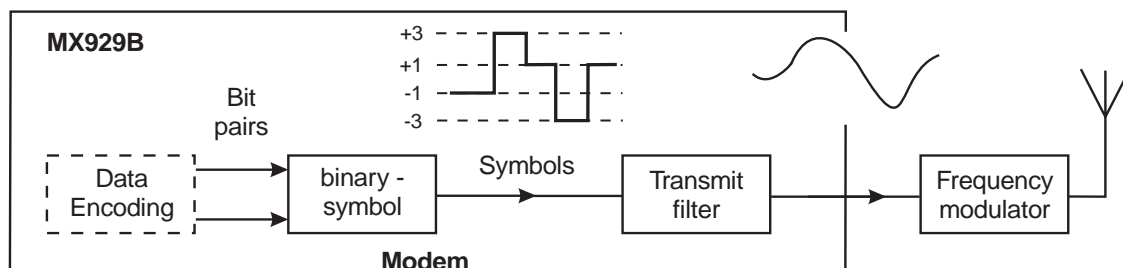 MX929B
+3
+1
-1
-3
Bit
pairs
Data
Encoding
binary -
symbol
Symbols
Transmit
filter
Frequency
modulator
Modem